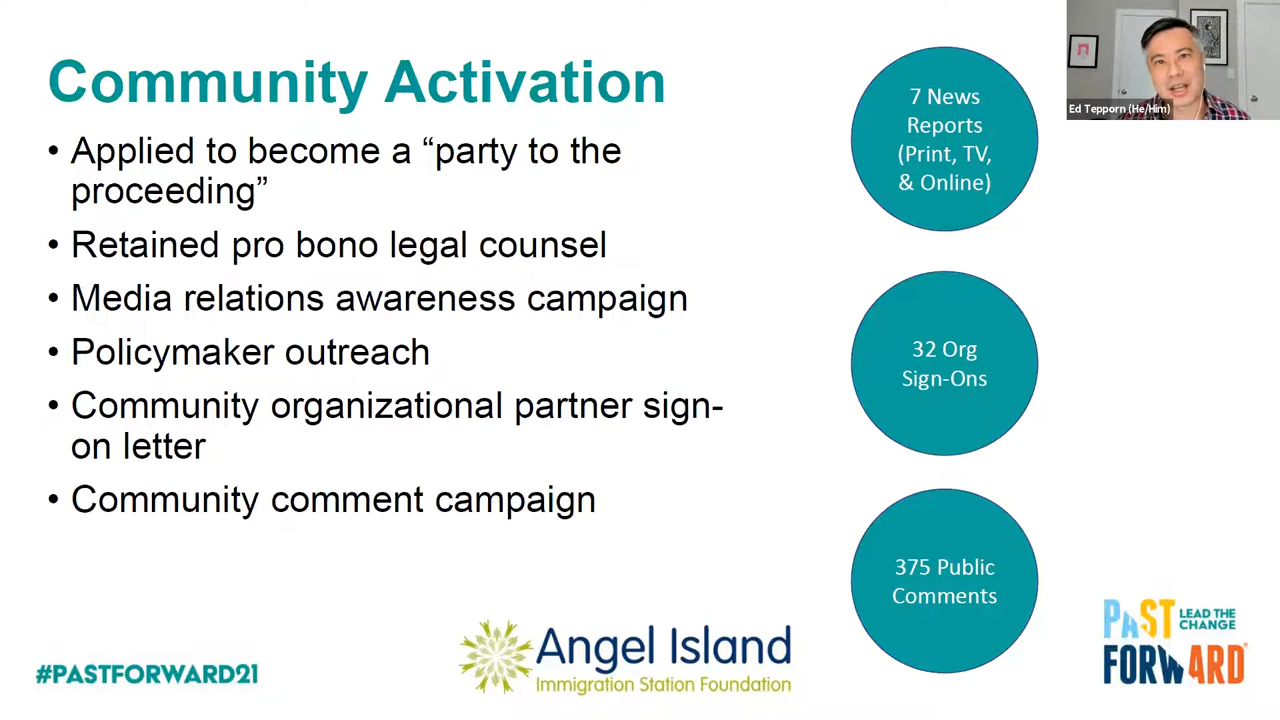 Community Activation
• Applied to become a “party to the
proceeding”
• Retained pro bono legal counsel
• Media relations awareness campaign
• Policymaker outreach
• Community organizational partner sign-
on letter
• Community comment campaign
7 News
Reports
(Print, TV,
& Online)
32 Org
Sign-Ons
375 Public
Comments
Ed Tepporn (He/Him)
#PASTFORWARD21
Angel Island
Immigration Station Foundation
PAST
LEAD THE
CHANGE
FORWARD